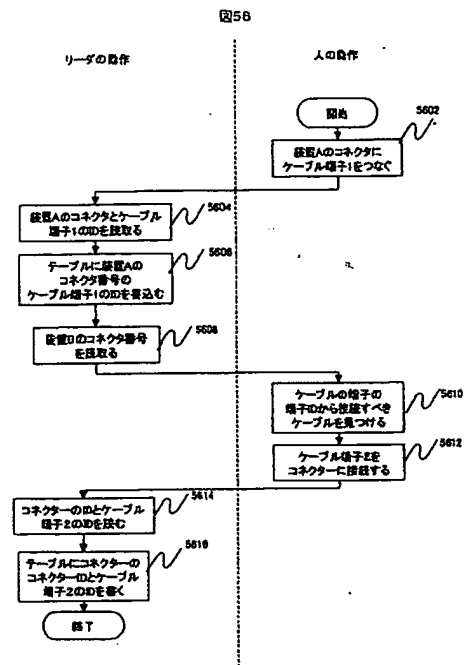 図56
リーダの動作
人の動作
開始
5602
装置Aのコネクタに
ケーブル端子1をつなぐ
5604
装置Aのコネクタとケーブル
端子1のIDを読取る
5606
テーブルに装置Aの
コネクタ番号の
ケーブル端子1のIDを書込む
5608
装置Bのコネクタ番号
を読取る
5610
ケーブルの端子の
端子IDから接続すべき
ケーブルを見つける
5612
ケーブル端子2を
コネクターに接続する
5614
コネクターのIDとケーブル
端子2のIDを読む
5616
テーブルにコネクターの
コネクターIDとケーブル
端子2のIDを書く
終了